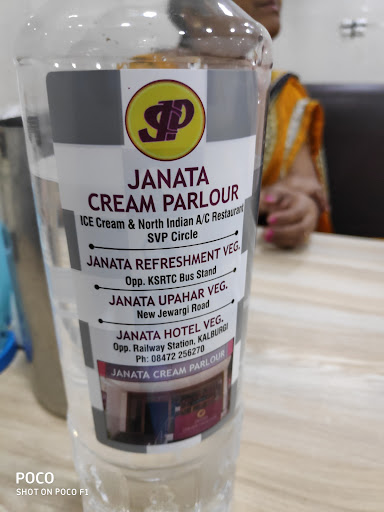 JCP
JANATA
CREAM PARLOUR
ICE Cream & North Indian A/C Restaurant
SVP Circle
JANATA REFRESHMENT VEG.
Opp. KSRTC Bus Stand
JANATA UPAHAR VEG.
New Jewargi Road
JANATA HOTEL VEG.
Opp. Railway Station, KALBURGI
Ph: 08472 256270
JANATA CREAM PARLOUR
POCO
SHOT ON POCO F1